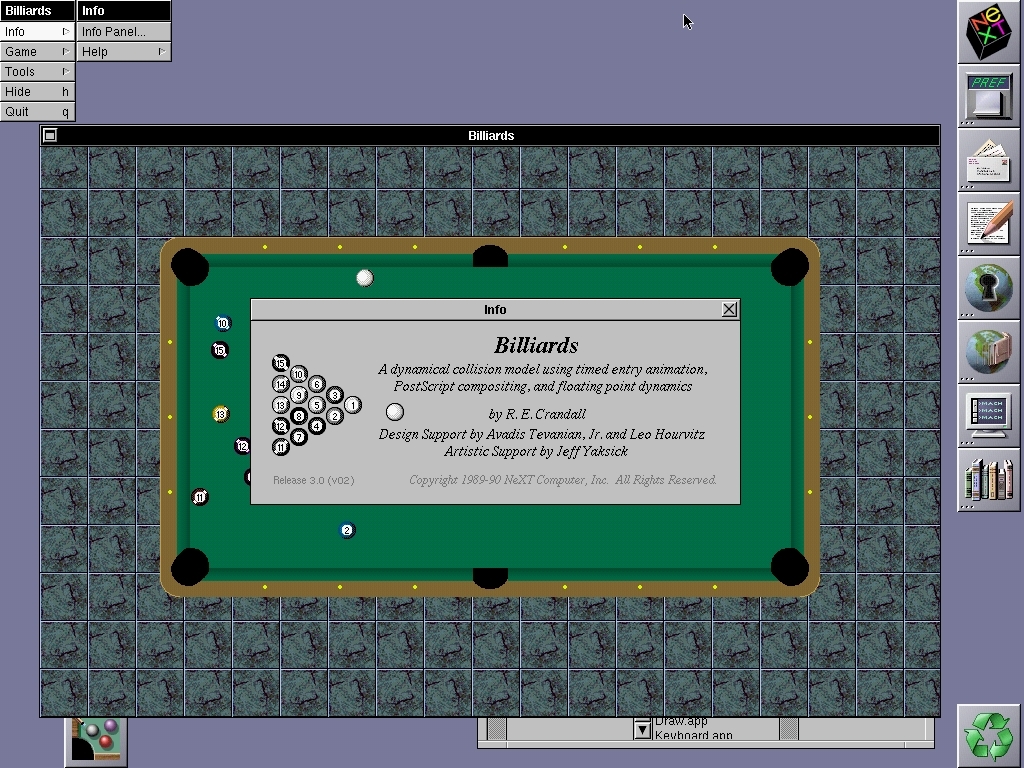 Billiards
Info
Info
Info Panel...
Game
Help
Tools
Hide h
Quit q
Billiards
PREF
NeXT
>MACH
>MACH
>MACH
10
15
13
12
11
2
Info
Billiards
A dynamical collision model using timed entry animation,
PostScript compositing, and floating point dynamics
by R. E. Crandall
Design Support by Avadis Tevanian, Jr. and Leo Hourvitz
Artistic Support by Jeff Yaksick
15
10
14
6
9
3
13
5
1
8
2
12
4
7
11
Release 3.0 (v02)
Copyright 1989-90 NeXT Computer, Inc. All Rights Reserved.
Draw.app
Keyboard.app